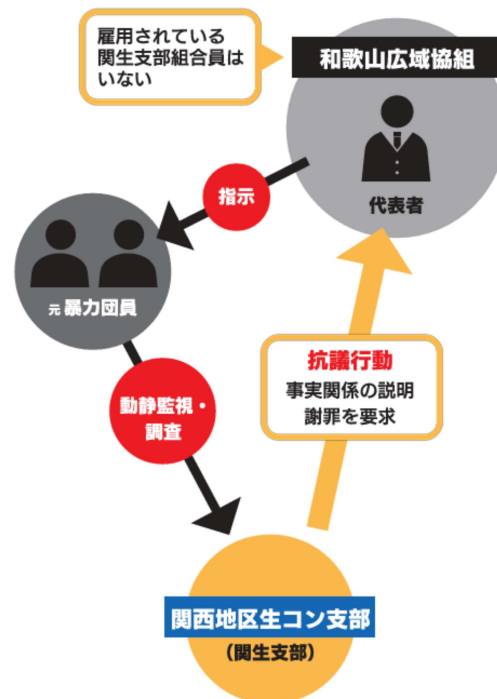 雇用されている
関生支部組合員は
いない
和歌山広域協組
代表者
指示
元 暴力団員
動静監視・
調査
抗議行動
事実関係の説明
謝罪を要求
関西地区生コン支部
(関生支部)